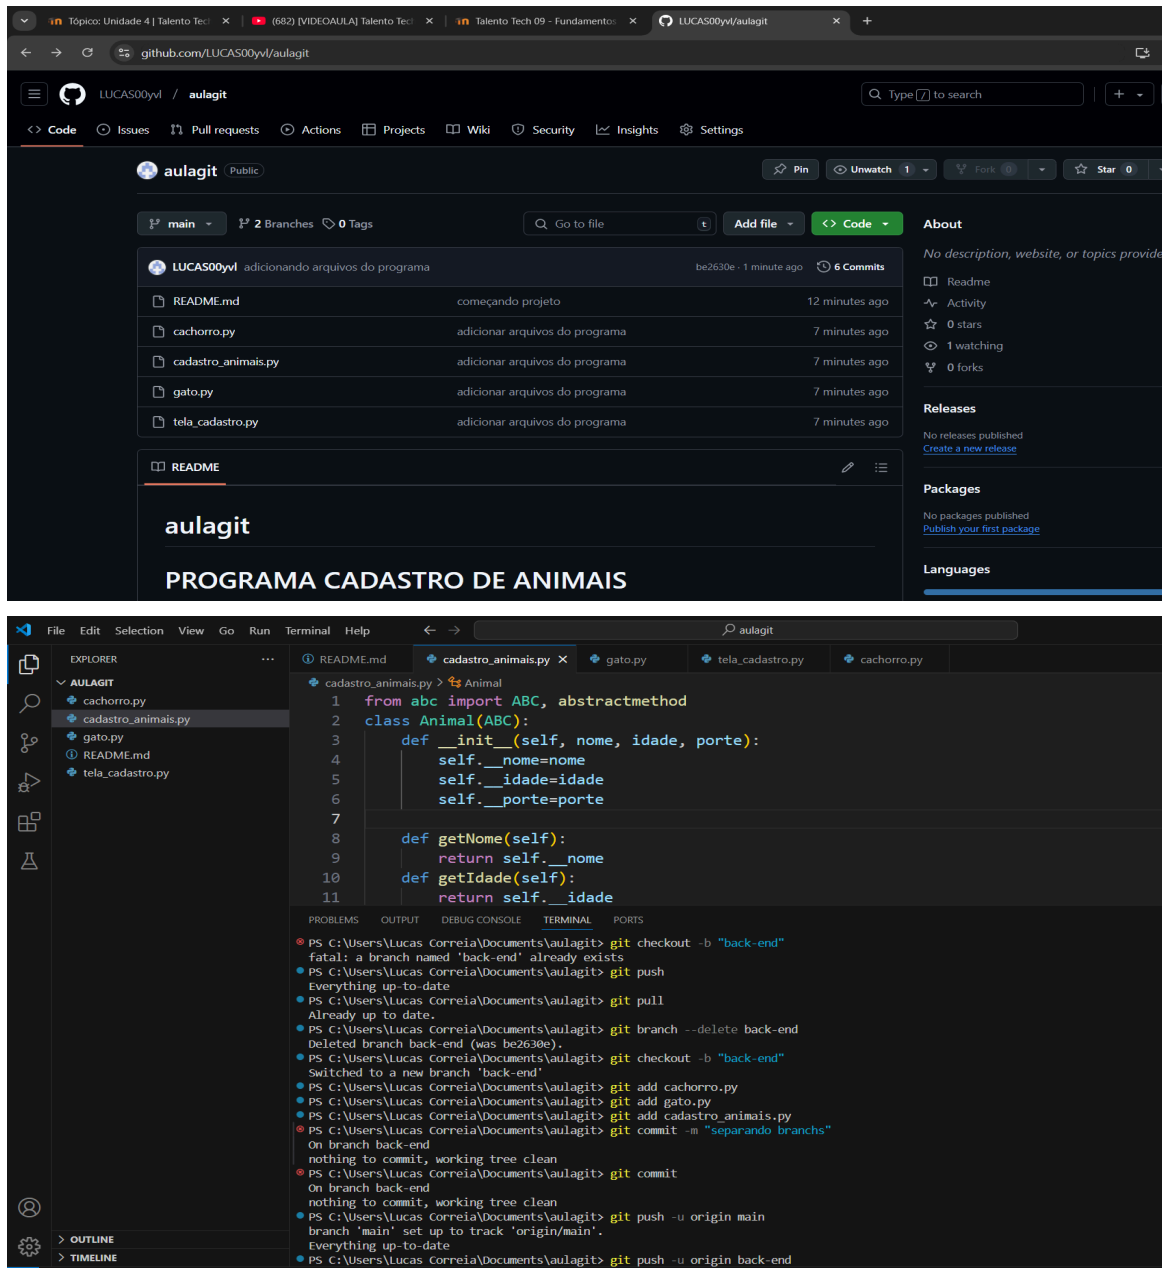 Tópico: Unidade 4 | Talento Tec
(682) [VIDEOAULA] Talento Tec
Talento Tech 09 - Fundamentos
LUCAS00yvl/aulagit
github.com/LUCAS00yvl/aulagit
LUCAS00yvl / aulagit
Type / to search
<> Code Issues Pull requests Actions Projects Wiki Security Insights Settings
aulagit Public
Pin Unwatch 1 Fork 0 Star 0
main 2 Branches 0 Tags
Go to file t
Add file <> Code
LUCAS00yvl adicionando arquivos do programa be2630e · 1 minute ago 6 Commits
README.md começando projeto 12 minutes ago
cachorro.py adicionar arquivos do programa 7 minutes ago
cadastro_animais.py adicionar arquivos do programa 7 minutes ago
gato.py adicionar arquivos do programa 7 minutes ago
tela_cadastro.py adicionar arquivos do programa 7 minutes ago
README
aulagit
PROGRAMA CADASTRO DE ANIMAIS
About
No description, website, or topics provide
Readme
Activity
0 stars
1 watching
0 forks
Releases
No releases published
Create a new release
Packages
No packages published
Publish your first package
Languages
File Edit Selection View Go Run Terminal Help
aulagit
EXPLORER ...
AULAGIT
cachorro.py
cadastro_animais.py
gato.py
README.md
tela_cadastro.py
OUTLINE
TIMELINE
README.md cadastro_animais.py gato.py tela_cadastro.py cachorro.py
cadastro_animais.py > Animal
1 from abc import ABC, abstractmethod
2 class Animal(ABC):
3 def __init__(self, nome, idade, porte):
4 self.__nome=nome
5 self.__idade=idade
6 self.__porte=porte
7
8 def getNome(self):
9 return self.__nome
10 def getIdade(self):
11 return self.__idade
PROBLEMS OUTPUT DEBUG CONSOLE TERMINAL PORTS
PS C:\Users\Lucas Correia\Documents\aulagit> git checkout -b "back-end"
fatal: a branch named 'back-end' already exists
PS C:\Users\Lucas Correia\Documents\aulagit> git push
Everything up-to-date
PS C:\Users\Lucas Correia\Documents\aulagit> git pull
Already up to date.
PS C:\Users\Lucas Correia\Documents\aulagit> git branch --delete back-end
Deleted branch back-end (was be2630e).
PS C:\Users\Lucas Correia\Documents\aulagit> git checkout -b "back-end"
Switched to a new branch 'back-end'
PS C:\Users\Lucas Correia\Documents\aulagit> git add cachorro.py
PS C:\Users\Lucas Correia\Documents\aulagit> git add gato.py
PS C:\Users\Lucas Correia\Documents\aulagit> git add cadastro_animais.py
PS C:\Users\Lucas Correia\Documents\aulagit> git commit -m "separando branchs"
On branch back-end
nothing to commit, working tree clean
PS C:\Users\Lucas Correia\Documents\aulagit> git commit
On branch back-end
nothing to commit, working tree clean
PS C:\Users\Lucas Correia\Documents\aulagit> git push -u origin main
branch 'main' set up to track 'origin/main'.
Everything up-to-date
PS C:\Users\Lucas Correia\Documents\aulagit> git push -u origin back-end